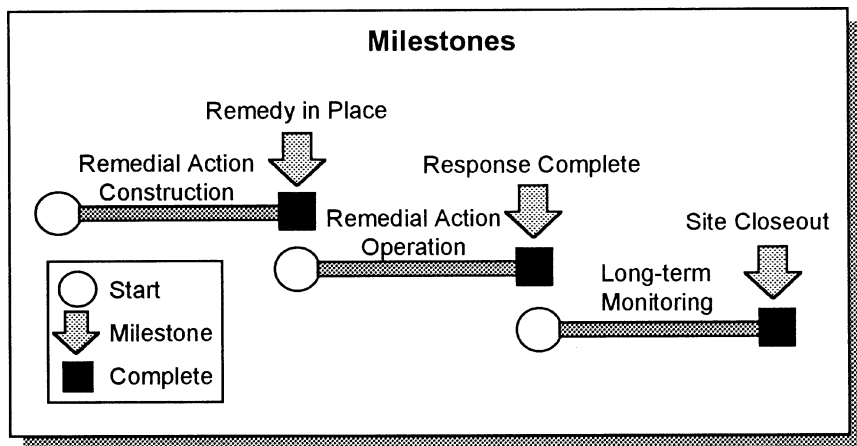 Milestones
Remedy in Place
Remedial Action
Construction
Response Complete
Remedial Action
Operation
Site Closeout
Long-term
Monitoring
Start
Milestone
Complete